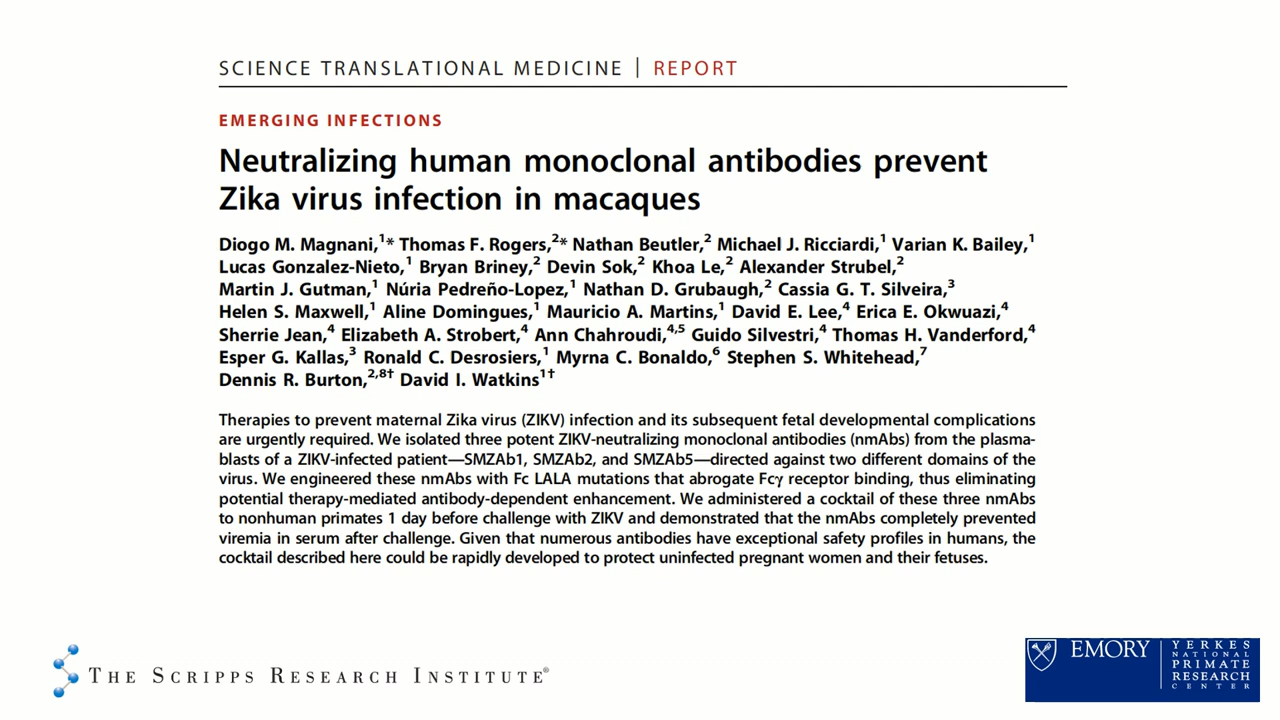 SCIENCE TRANSLATIONAL MEDICINE | REPORT
EMERGING INFECTIONS
Neutralizing human monoclonal antibodies prevent
Zika virus infection in macaques
Diogo M. Magnani,¹* Thomas F. Rogers,²* Nathan Beutler,² Michael J. Ricciardi,¹ Varian K. Bailey,¹
Lucas Gonzalez-Nieto,¹ Bryan Briney,² Devin Sok,² Khoa Le,² Alexander Strubel,²
Martin J. Gutman,¹ Núria Pedreño-Lopez,¹ Nathan D. Grubaugh,² Cassia G. T. Silveira,³
Helen S. Maxwell,¹ Aline Domingues,¹ Mauricio A. Martins,¹ David E. Lee,⁴ Erica E. Okwuazi,⁴
Sherrie Jean,⁴ Elizabeth A. Strobert,⁴ Ann Chahroudi,⁴,⁵ Guido Silvestri,⁴ Thomas H. Vanderford,⁴
Esper G. Kallas,³ Ronald C. Desrosiers,¹ Myrna C. Bonaldo,⁶ Stephen S. Whitehead,⁷
Dennis R. Burton,²,⁸† David I. Watkins¹†
Therapies to prevent maternal Zika virus (ZIKV) infection and its subsequent fetal developmental complications
are urgently required. We isolated three potent ZIKV-neutralizing monoclonal antibodies (nmAbs) from the plasma-
blasts of a ZIKV-infected patient—SMZAb1, SMZAb2, and SMZAb5—directed against two different domains of the
virus. We engineered these nmAbs with Fc LALA mutations that abrogate Fcγ receptor binding, thus eliminating
potential therapy-mediated antibody-dependent enhancement. We administered a cocktail of these three nmAbs
to nonhuman primates 1 day before challenge with ZIKV and demonstrated that the nmAbs completely prevented
viremia in serum after challenge. Given that numerous antibodies have exceptional safety profiles in humans, the
cocktail described here could be rapidly developed to protect uninfected pregnant women and their fetuses.
THE SCRIPPS RESEARCH INSTITUTE®
EMORY
YERKES
NATIONAL
PRIMATE
RESEARCH
CENTER